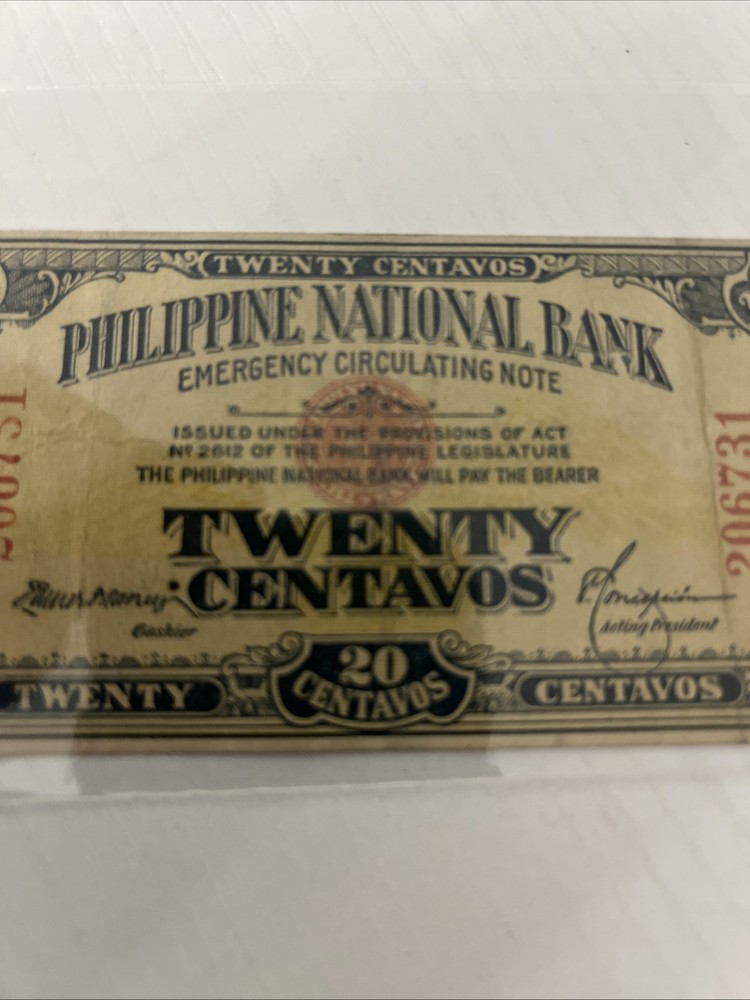 TWENTY CENTAVOS
PHILIPPINE NATIONAL BANK
EMERGENCY CIRCULATING NOTE
ISSUED UNDER THE PROVISIONS OF ACT
Nº 2612 OF THE PHILIPPINE LEGISLATURE
THE PHILIPPINE NATIONAL BANK WILL PAY THE BEARER
206731
206731
TWENTY
CENTAVOS
P. Concepción
Cashier
Acting President
20
CENTAVOS
TWENTY
CENTAVOS